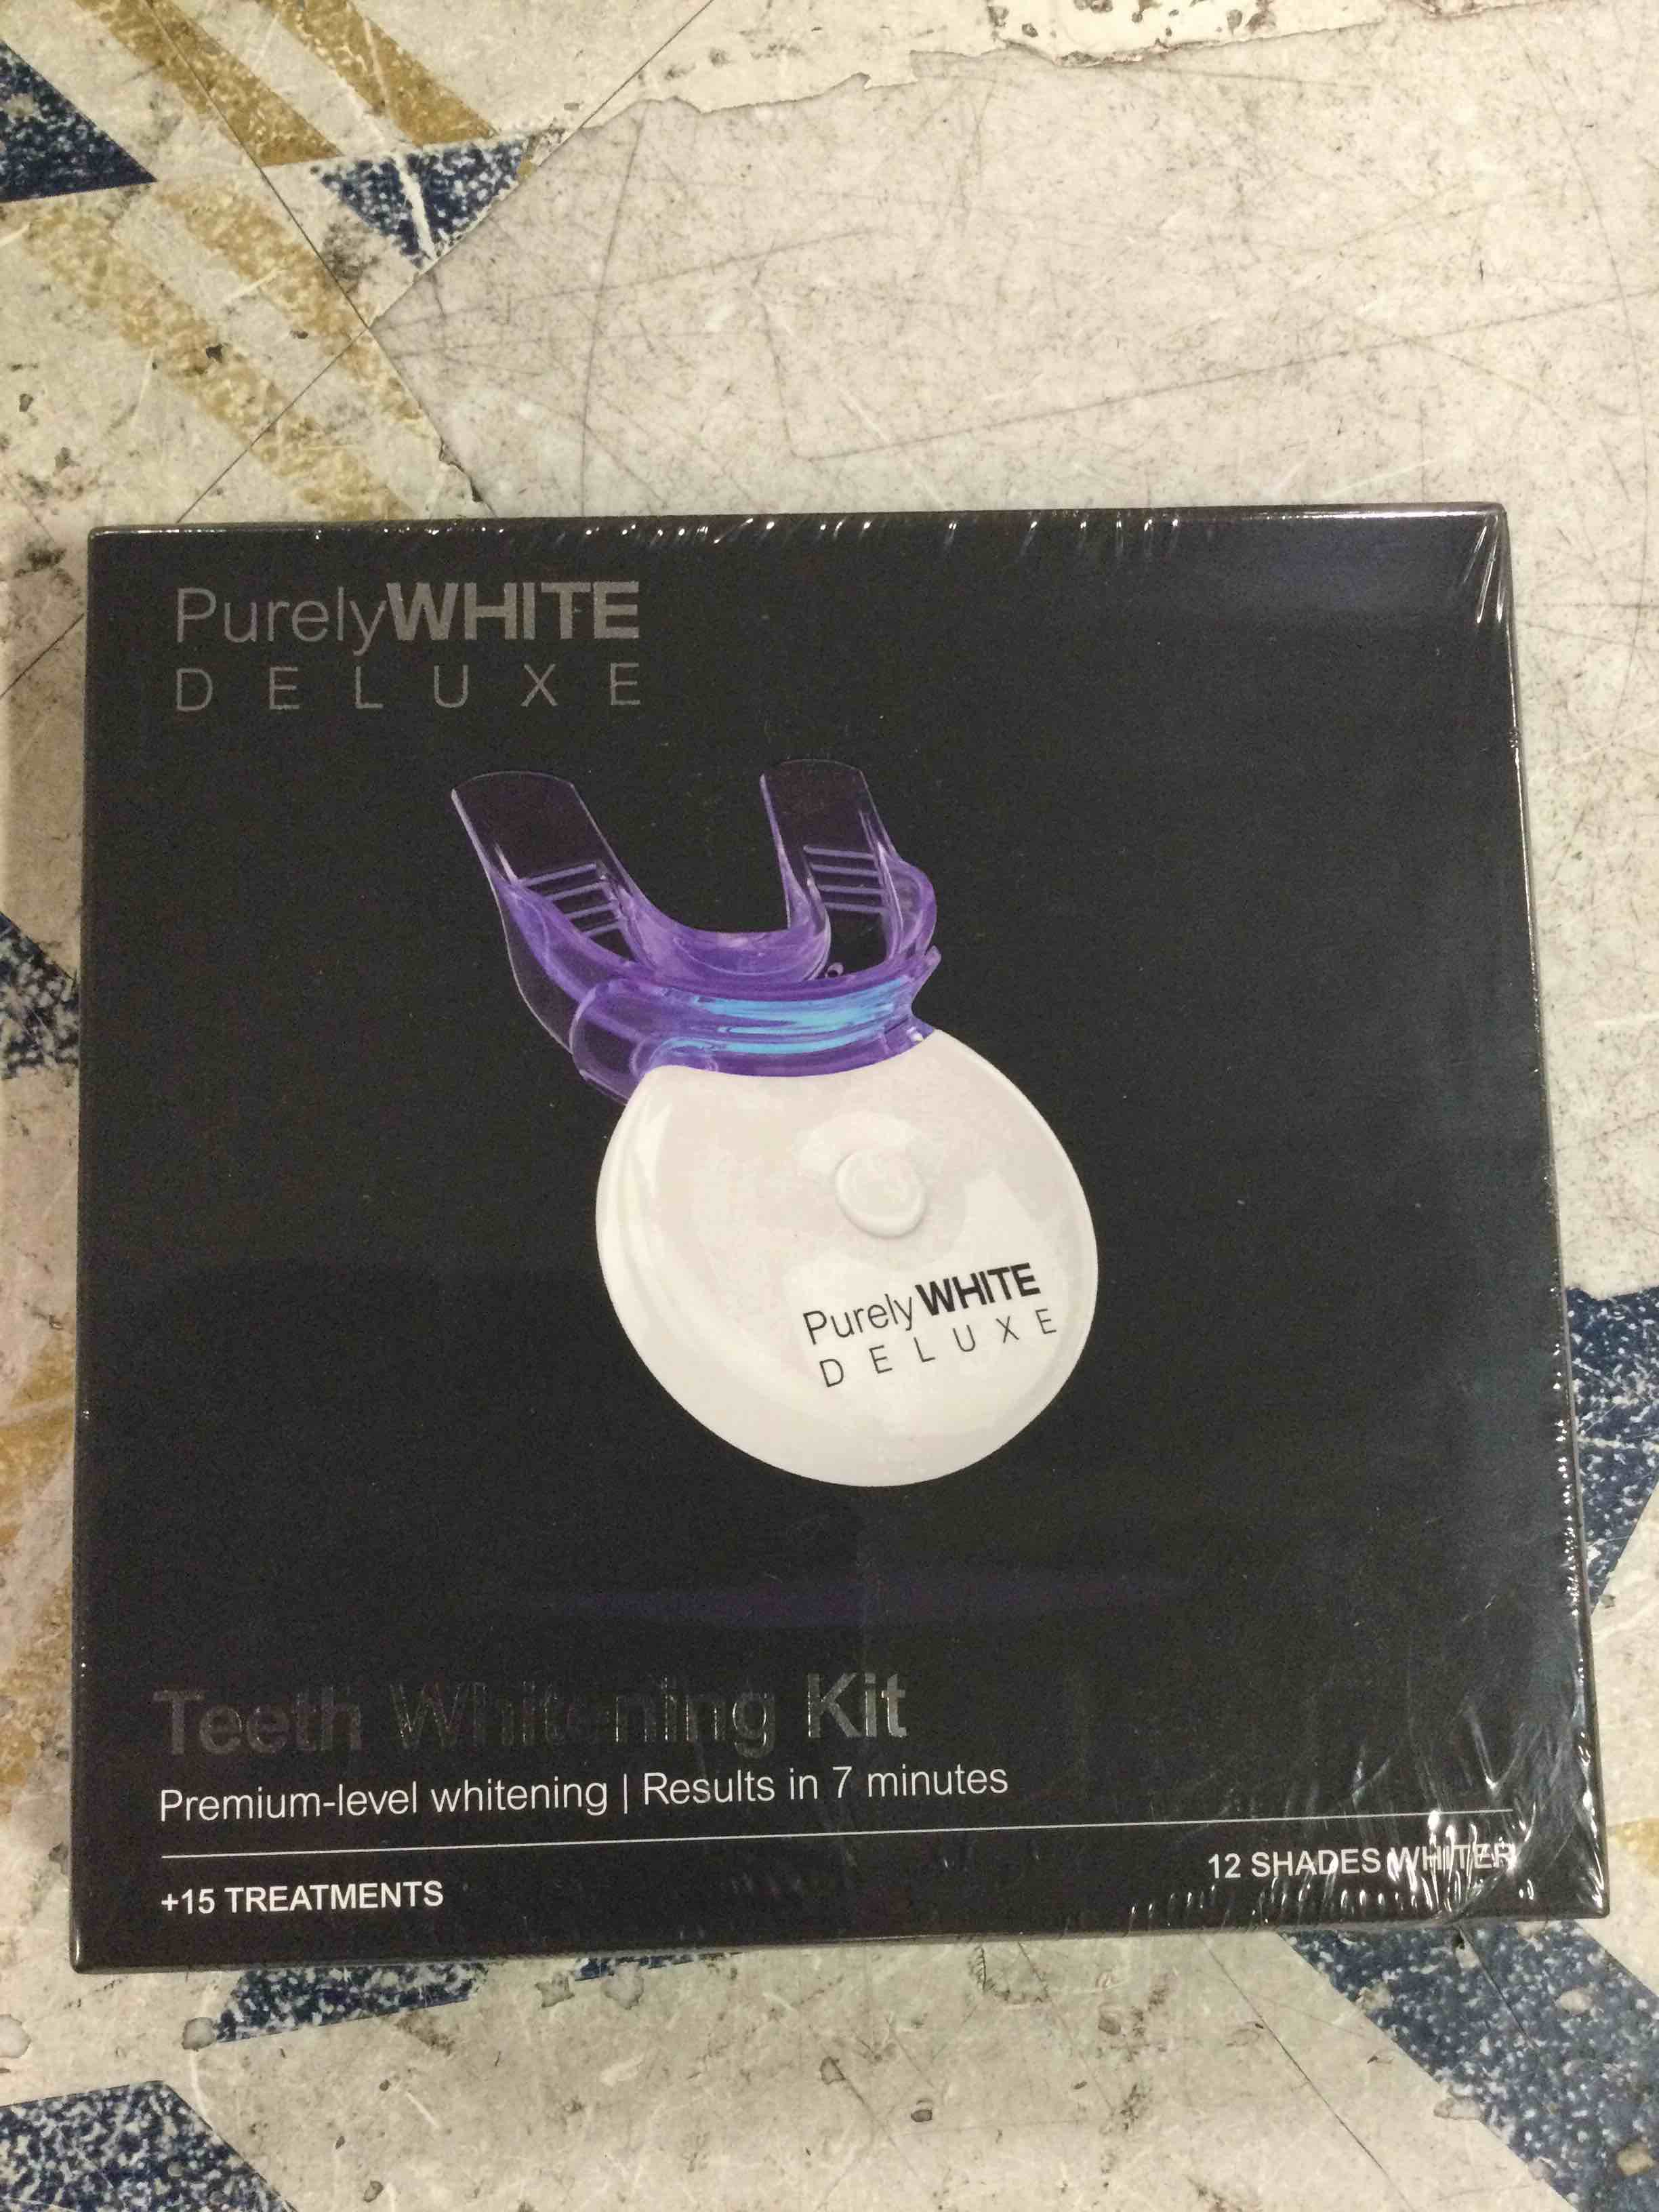 PurelyWHITE
DELUXE
PurelyWHITE
DELUXE
Teeth Whitening Kit
Premium-level whitening | Results in 7 minutes
+15 TREATMENTS
12 SHADES WHITER